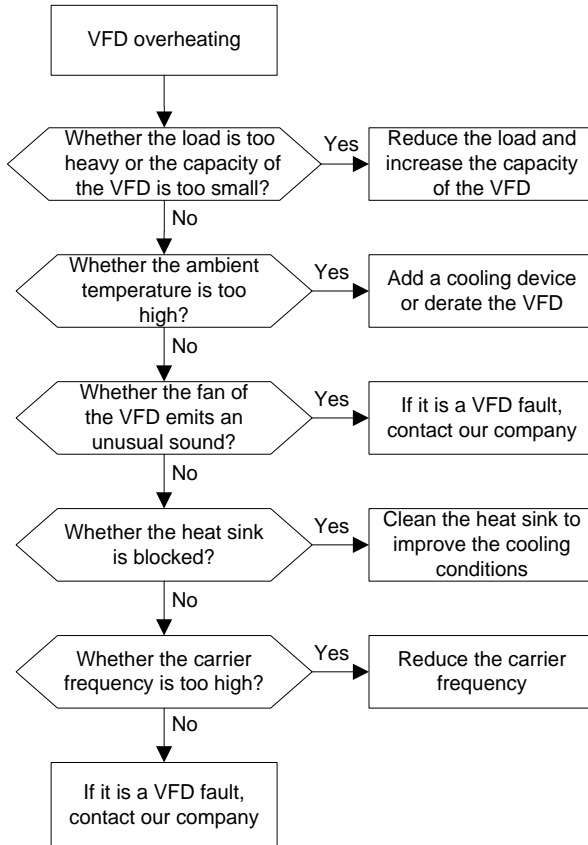 VFD overheating
Whether the load is too
heavy or the capacity of
the VFD is too small?
Yes
Reduce the load and
increase the capacity
of the VFD
No
Whether the ambient
temperature is too
high?
Yes
Add a cooling device
or derate the VFD
No
Whether the fan of
the VFD emits an
unusual sound?
Yes
If it is a VFD fault,
contact our company
No
Whether the heat sink
is blocked?
Yes
Clean the heat sink to
improve the cooling
conditions
No
Whether the carrier
frequency is too high?
Yes
Reduce the carrier
frequency
No
If it is a VFD fault,
contact our company